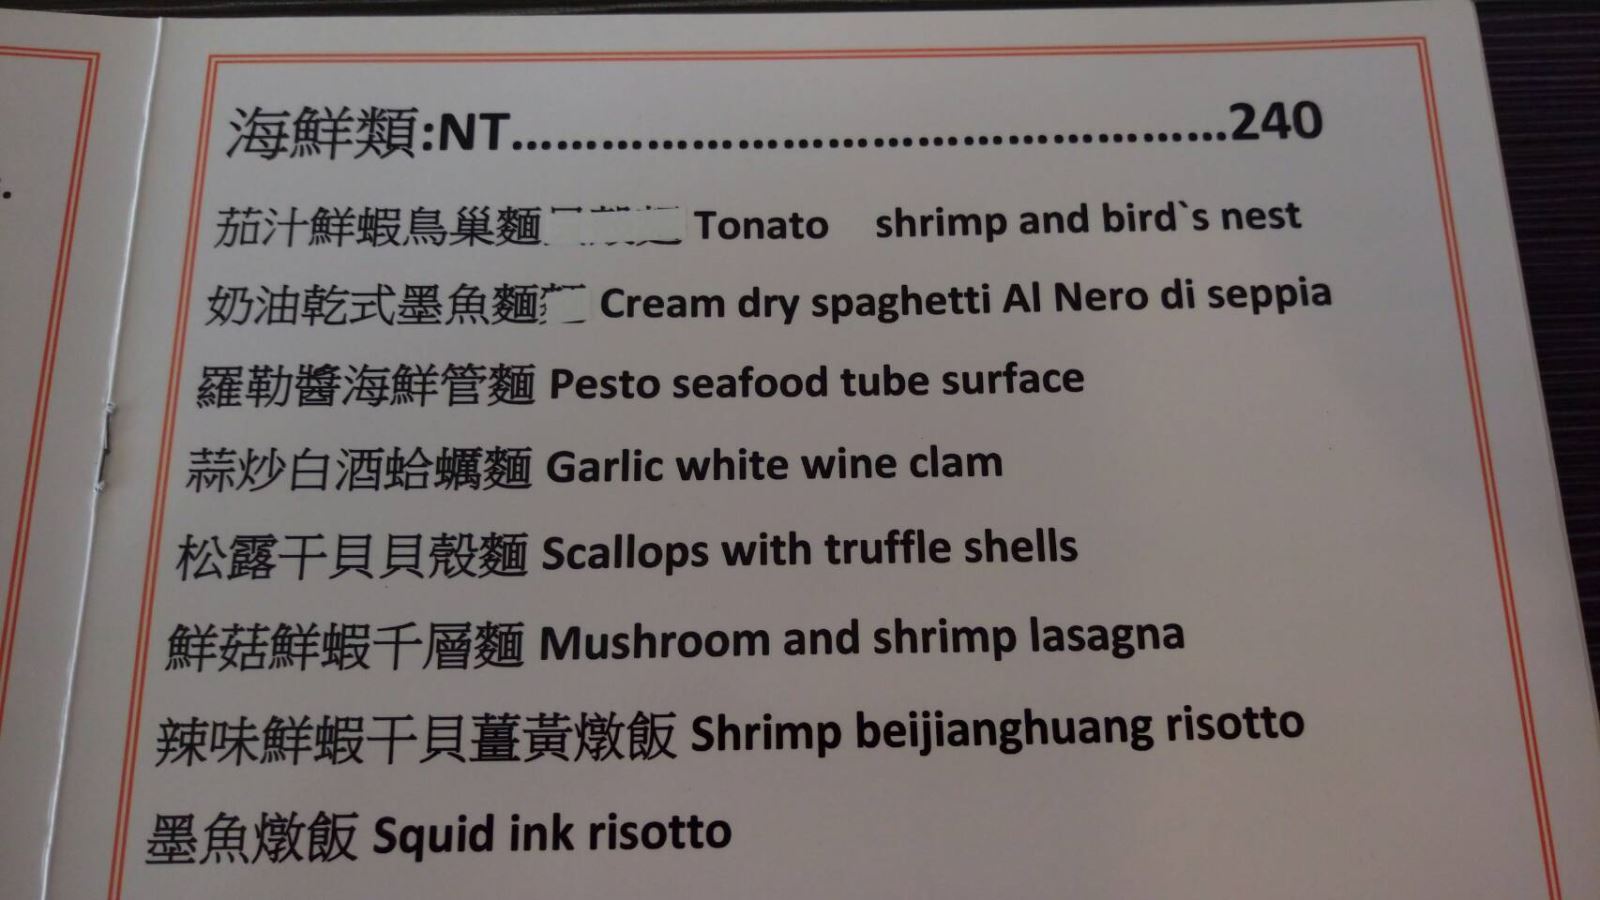 海鮮類:NT................................................240
茄汁鮮蝦鳥巢麵 Tonato shrimp and bird`s nest
奶油乾式墨魚麵 Cream dry spaghetti Al Nero di seppia
羅勒醬海鮮管麵 Pesto seafood tube surface
蒜炒白酒蛤蠣麵 Garlic white wine clam
松露干貝貝殼麵 Scallops with truffle shells
鮮菇鮮蝦千層麵 Mushroom and shrimp lasagna
辣味鮮蝦干貝薑黃燉飯 Shrimp beijianghuang risotto
墨魚燉飯 Squid ink risotto